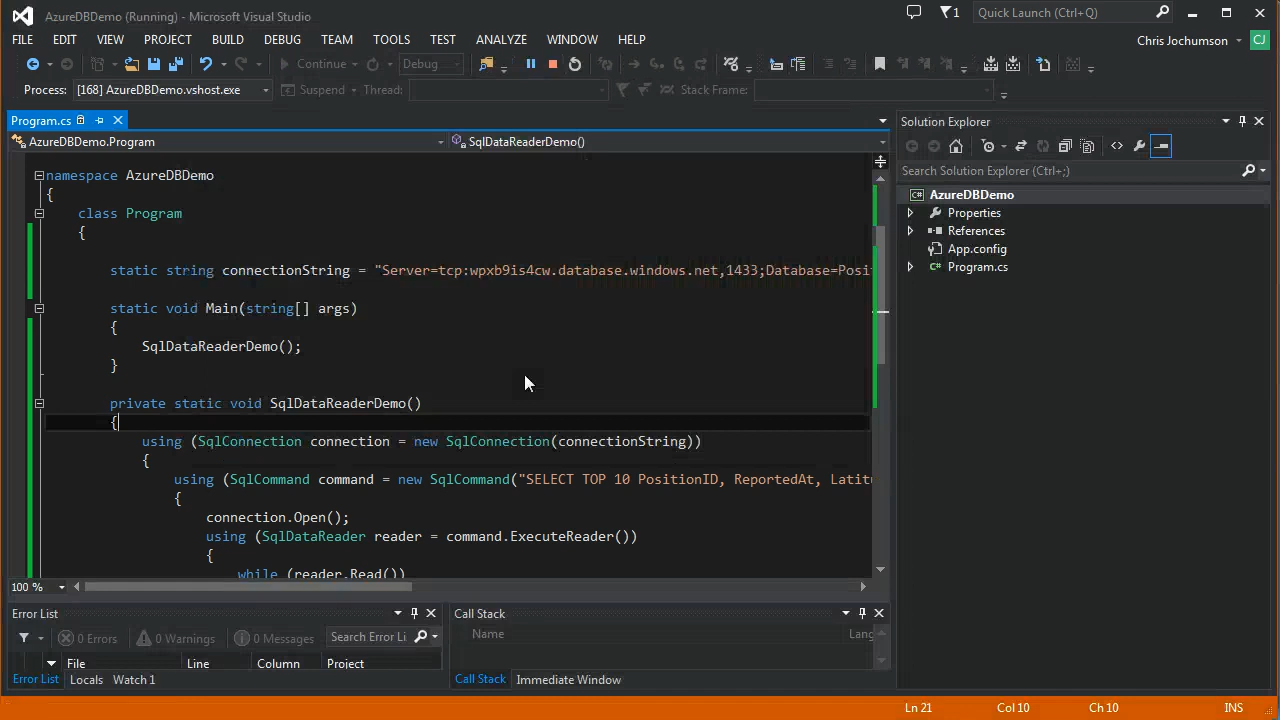 AzureDBDemo (Running) - Microsoft Visual Studio
1
Quick Launch (Ctrl+Q)
FILE EDIT VIEW PROJECT BUILD DEBUG TEAM TOOLS TEST ANALYZE WINDOW HELP
Chris Jochumson CJ
Continue Debug
Process: [168] AzureDBDemo.vshost.exe Suspend Thread: Stack Frame:
Program.cs
AzureDBDemo.Program SqlDataReaderDemo()
namespace AzureDBDemo
{
class Program
{
static string connectionString = "Server=tcp:wpxb9is4cw.database.windows.net,1433;Database=Posi
static void Main(string[] args)
{
SqlDataReaderDemo();
}
private static void SqlDataReaderDemo()
{
using (SqlConnection connection = new SqlConnection(connectionString))
{
using (SqlCommand command = new SqlCommand("SELECT TOP 10 PositionID, ReportedAt, Latitu
{
connection.Open();
using (SqlDataReader reader = command.ExecuteReader())
{
while (reader.Read())
100 %
Solution Explorer
Search Solution Explorer (Ctrl+;)
C# AzureDBDemo
Properties
References
App.config
C# Program.cs
Error List
0 Errors 0 Warnings 0 Messages Search Error Li
File Line Column Project
Error List Locals Watch 1
Call Stack
Name Lang
Call Stack Immediate Window
Ln 21 Col 10 Ch 10 INS